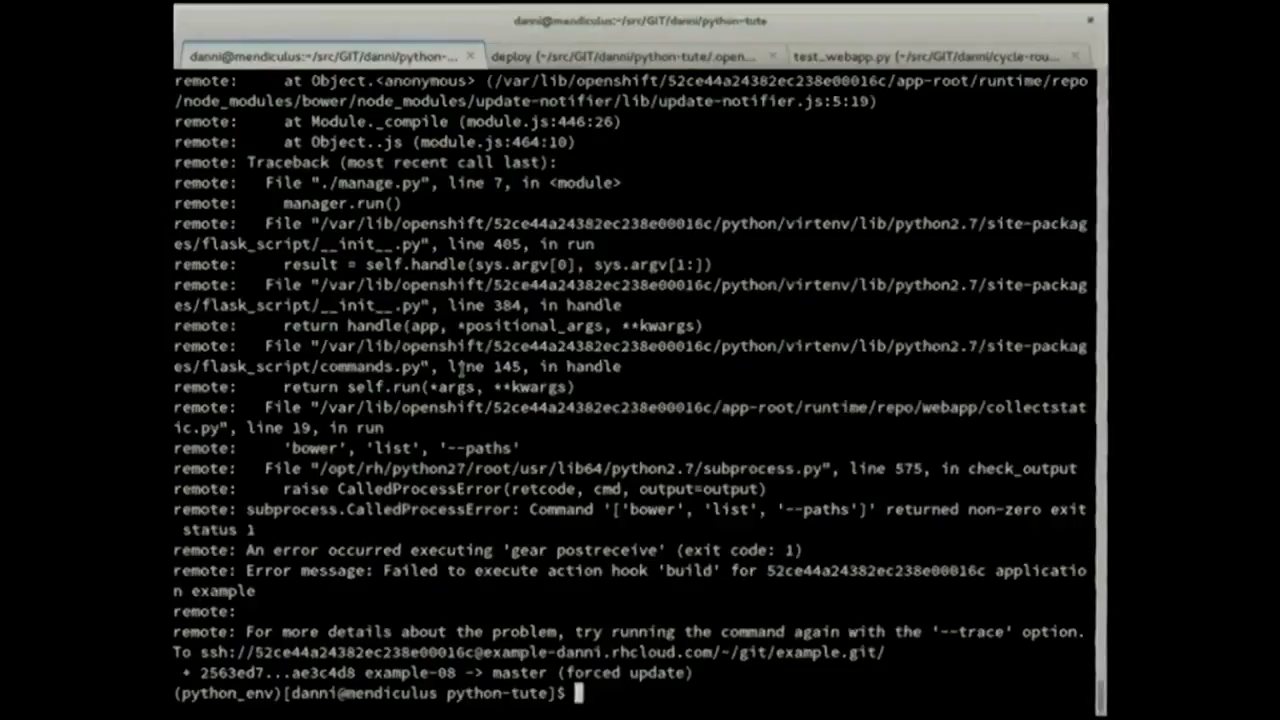 danni@mendiculus:~/src/GIT/danni/python-tute
danni@mendiculus:~/src/GIT/danni/python-... deploy (~/src/GIT/danni/python-tute/.open... test_webapp.py (~/src/GIT/danni/cycle-rou...
remote:     at Object.<anonymous> (/var/lib/openshift/52ce44a24382ec238e00016c/app-root/runtime/repo
/node_modules/bower/node_modules/update-notifier/lib/update-notifier.js:5:19)
remote:     at Module._compile (module.js:446:26)
remote:     at Object..js (module.js:464:10)
remote: Traceback (most recent call last):
remote:   File "./manage.py", line 7, in <module>
remote:     manager.run()
remote:   File "/var/lib/openshift/52ce44a24382ec238e00016c/python/virtenv/lib/python2.7/site-packag
es/flask_script/__init__.py", line 405, in run
remote:     result = self.handle(sys.argv[0], sys.argv[1:])
remote:   File "/var/lib/openshift/52ce44a24382ec238e00016c/python/virtenv/lib/python2.7/site-packag
es/flask_script/__init__.py", line 384, in handle
remote:     return handle(app, *positional_args, **kwargs)
remote:   File "/var/lib/openshift/52ce44a24382ec238e00016c/python/virtenv/lib/python2.7/site-packag
es/flask_script/commands.py", line 145, in handle
remote:     return self.run(*args, **kwargs)
remote:   File "/var/lib/openshift/52ce44a24382ec238e00016c/app-root/runtime/repo/webapp/collectstat
ic.py", line 19, in run
remote:     'bower', 'list', '--paths'
remote:   File "/opt/rh/python27/root/usr/lib64/python2.7/subprocess.py", line 575, in check_output
remote:     raise CalledProcessError(retcode, cmd, output=output)
remote: subprocess.CalledProcessError: Command '['bower', 'list', '--paths']' returned non-zero exit
 status 1
remote: An error occurred executing 'gear postreceive' (exit code: 1)
remote: Error message: Failed to execute action hook 'build' for 52ce44a24382ec238e00016c applicatio
n example
remote:
remote: For more details about the problem, try running the command again with the '--trace' option.
To ssh://52ce44a24382ec238e00016c@example-danni.rhcloud.com/~/git/example.git/
 + 2563ed7...ae3c4d8 example-08 -> master (forced update)
(python_env)[danni@mendiculus python-tute]$